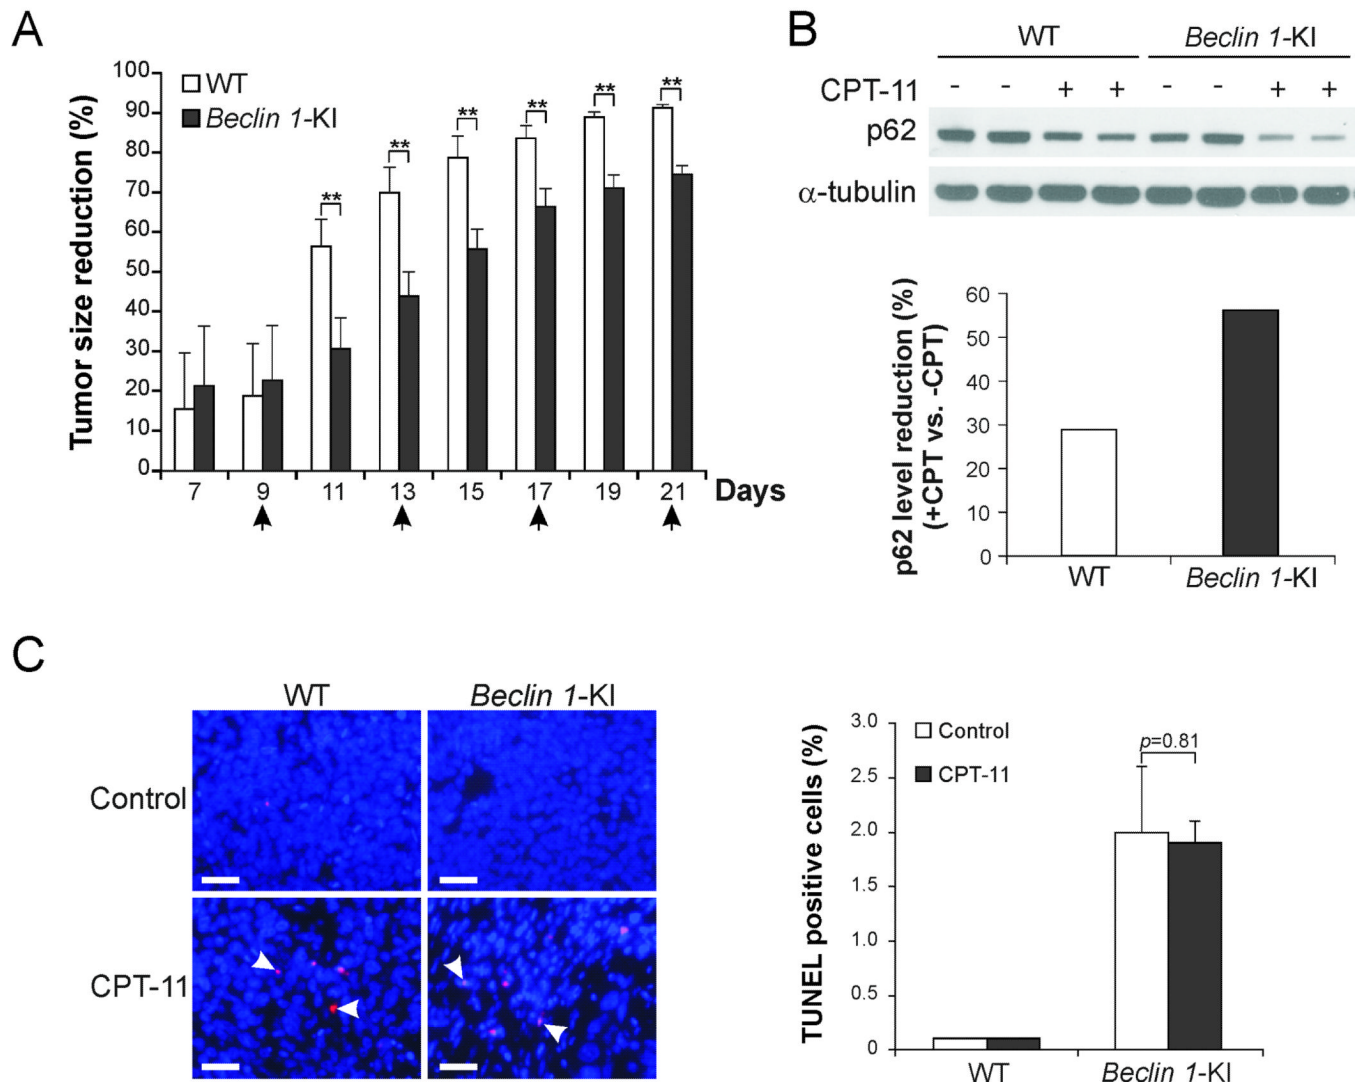 A
Tumor size reduction (%)
100
90
80
70
60
50
40
30
20
10
0
WT
Beclin 1-KI
** ** ** ** ** **
7 9 11 13 15 17 19 21 Days
B
WT Beclin 1-KI
CPT-11 - - + + - - + +
p62
α-tubulin
p62 level reduction (%)
(+CPT vs. -CPT)
60
50
40
30
20
10
0
WT Beclin 1-KI
C
WT Beclin 1-KI
Control
CPT-11
TUNEL positive cells (%)
3.0
2.5
2.0
1.5
1.0
0.5
0
Control
CPT-11
p=0.81
WT Beclin 1-KI